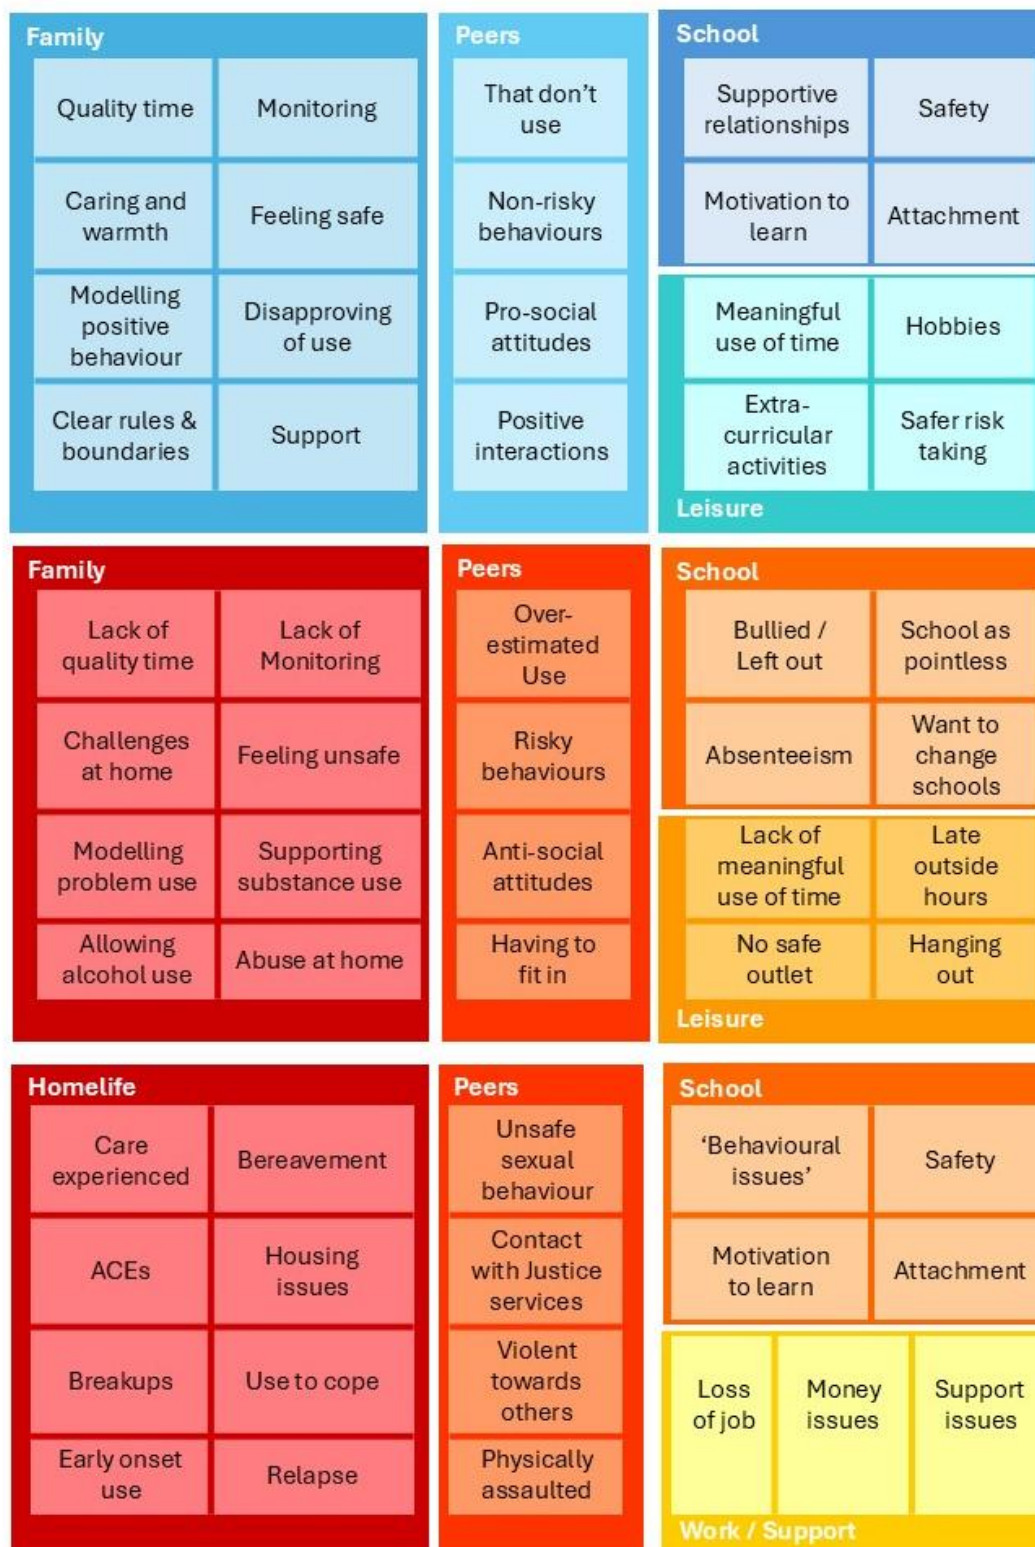 Family
Quality time
Monitoring
Caring and
warmth
Feeling safe
Modelling
positive
behaviour
Disapproving
of use
Clear rules &
boundaries
Support
Peers
That don’t
use
Non-risky
behaviours
Pro-social
attitudes
Positive
interactions
School
Supportive
relationships
Safety
Motivation to
learn
Attachment
Meaningful
use of time
Hobbies
Extra-
curricular
activities
Safer risk
taking
Leisure
Family
Lack of
quality time
Lack of
Monitoring
Challenges
at home
Feeling unsafe
Modelling
problem use
Supporting
substance use
Allowing
alcohol use
Abuse at home
Peers
Over-
estimated
Use
Risky
behaviours
Anti-social
attitudes
Having to
fit in
School
Bullied /
Left out
School as
pointless
Absenteeism
Want to
change
schools
Lack of
meaningful
use of time
Late
outside
hours
No safe
outlet
Hanging
out
Leisure
Homelife
Care
experienced
Bereavement
ACEs
Housing
issues
Breakups
Use to cope
Early onset
use
Relapse
Peers
Unsafe
sexual
behaviour
Contact
with Justice
services
Violent
towards
others
Physically
assaulted
School
‘Behavioural
issues’
Safety
Motivation
to learn
Attachment
Loss
of job
Money
issues
Support
issues
Work / Support